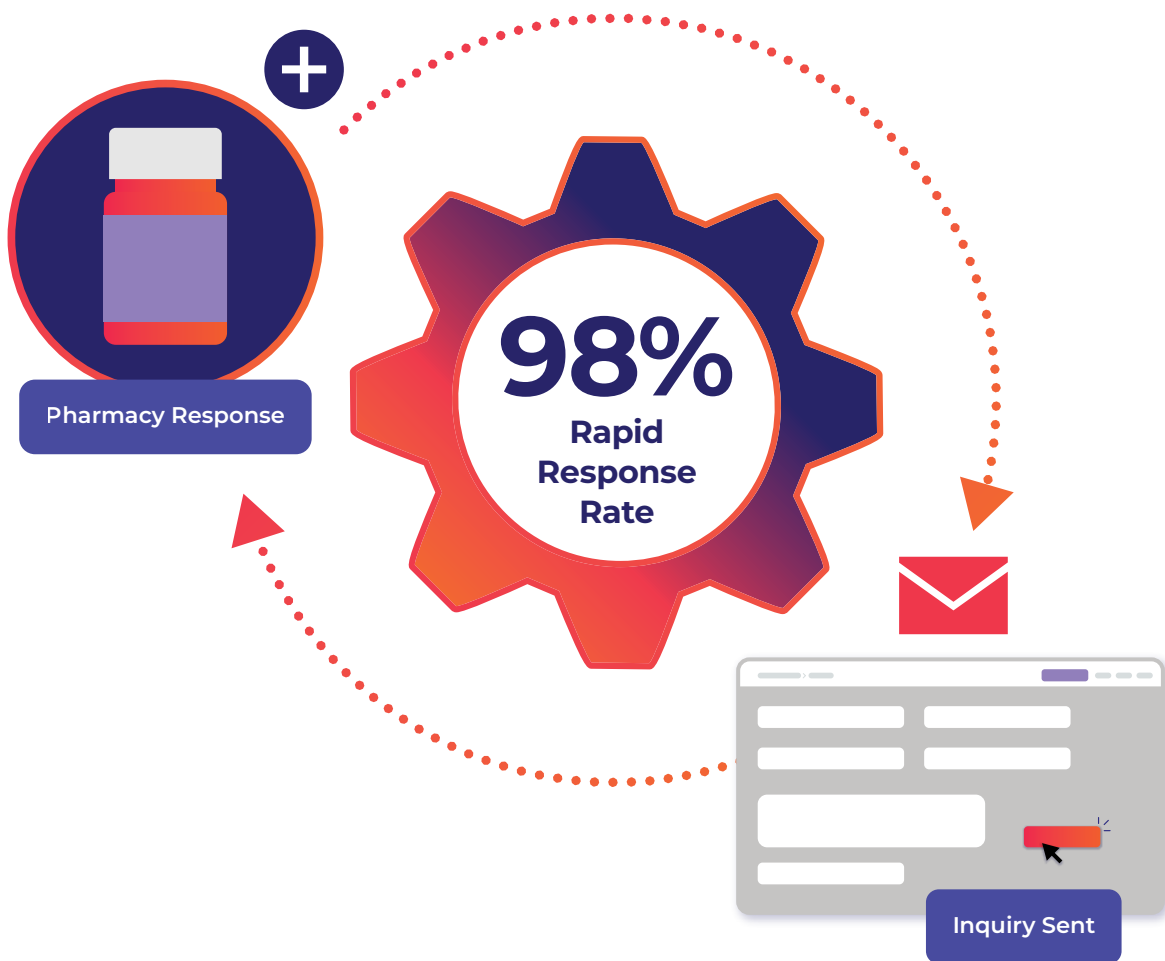 98%
Rapid
Response
Rate
Pharmacy Response
Inquiry Sent